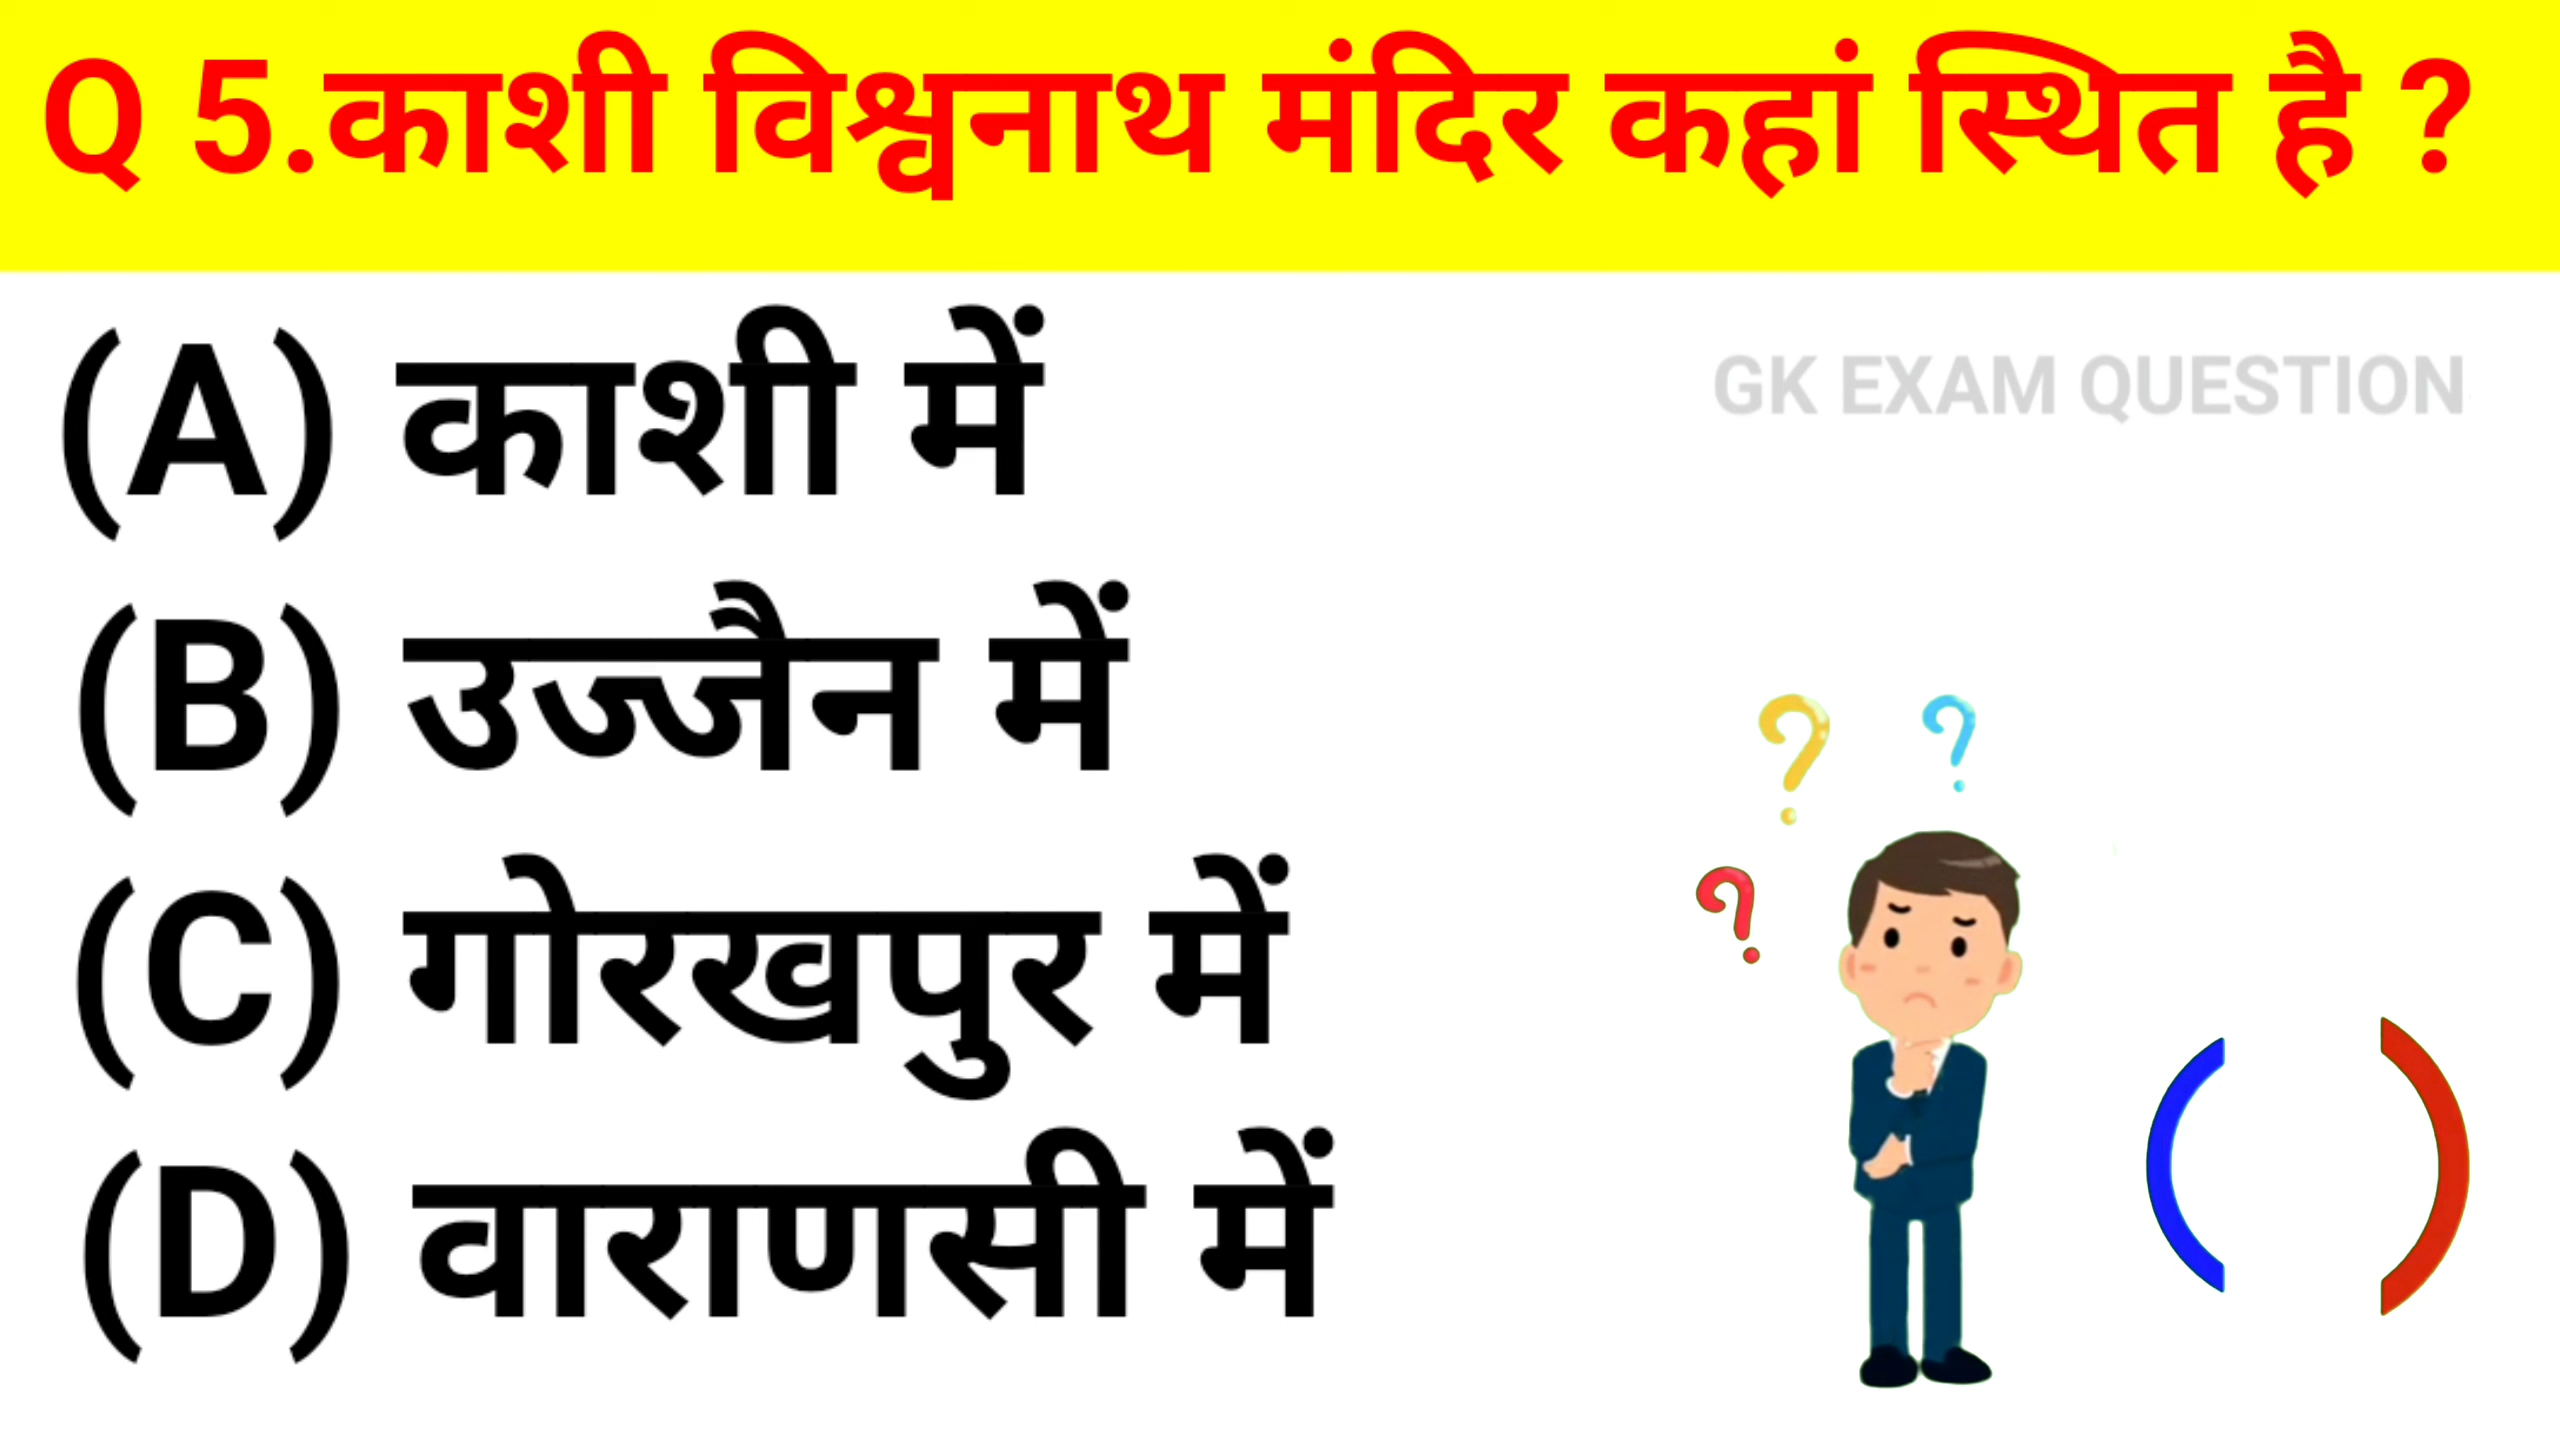 Q 5.काशी विश्वनाथ मंदिर कहां स्थित है ?
(A) काशी में
GK EXAM QUESTION
(B) उज्जैन में
(C) गोरखपुर में
(D) वाराणसी में